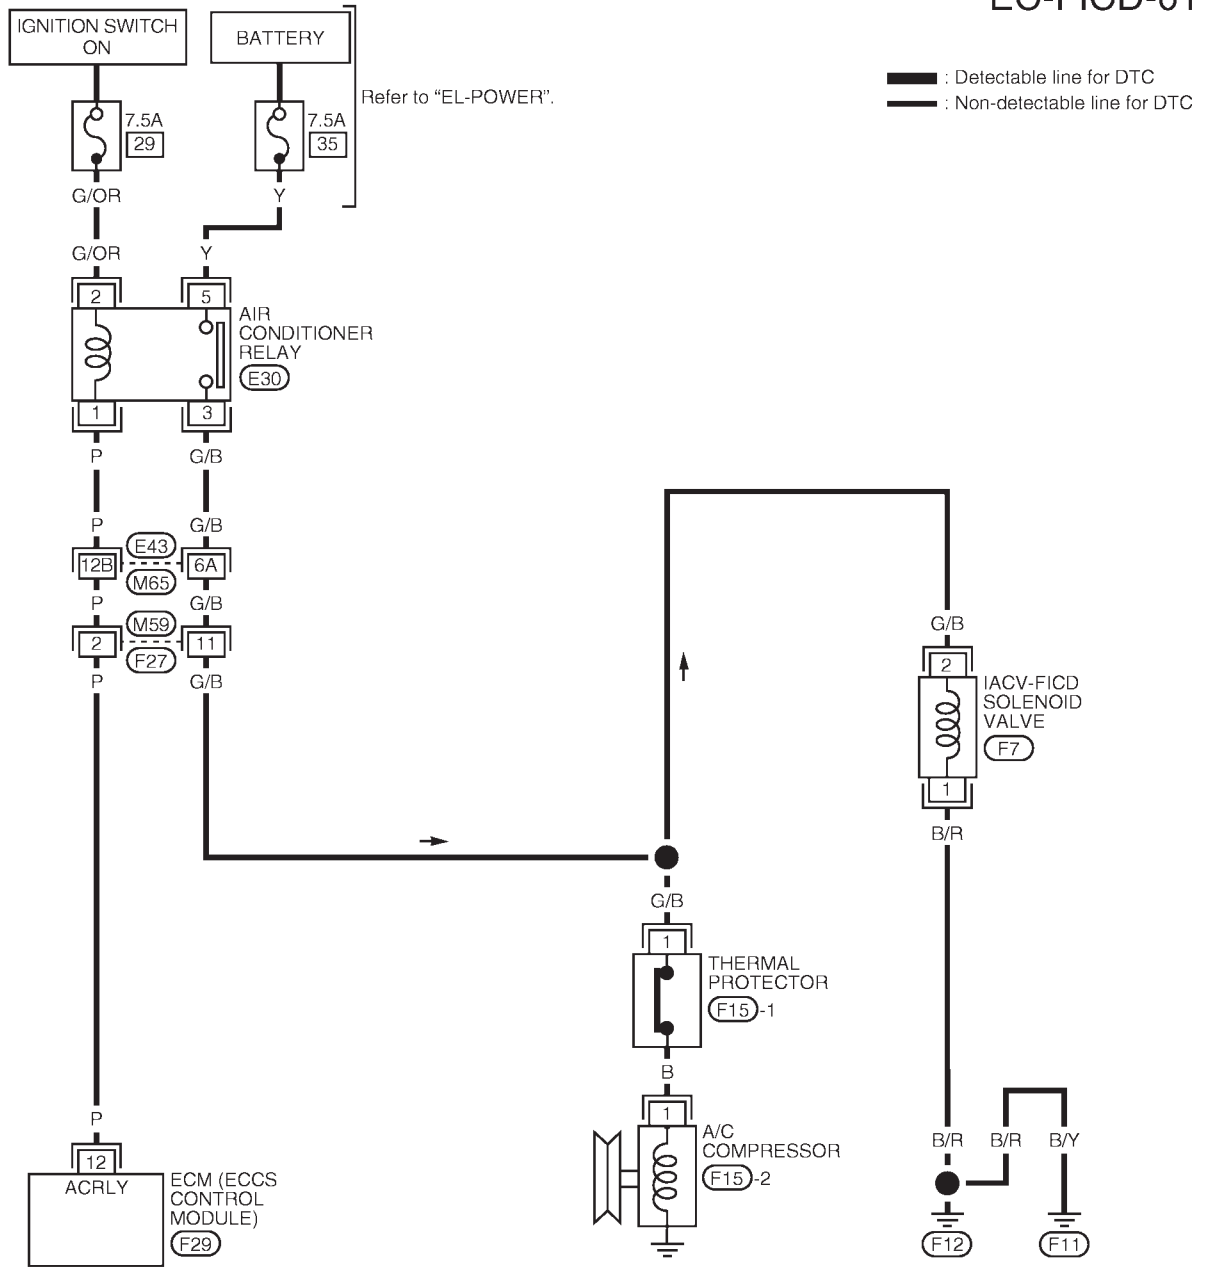 IGNITION SWITCH
ON
BATTERY
Refer to “EL-POWER”.
: Detectable line for DTC
: Non-detectable line for DTC
7.5A
29
7.5A
35
G/OR
Y
G/OR
Y
2
5
AIR
CONDITIONER
RELAY
E30
1
3
P
G/B
P
G/B
12B
E43
M65
6A
P
G/B
2
M59
F27
11
P
G/B
G/B
2
IACV-FICD
SOLENOID
VALVE
F7
1
B/R
G/B
1
THERMAL
PROTECTOR
F15 -1
B
1
A/C
COMPRESSOR
F15 -2
P
12
ACRLY
ECM (ECCS
CONTROL
MODULE)
F29
B/R
B/R
B/Y
F12
F11